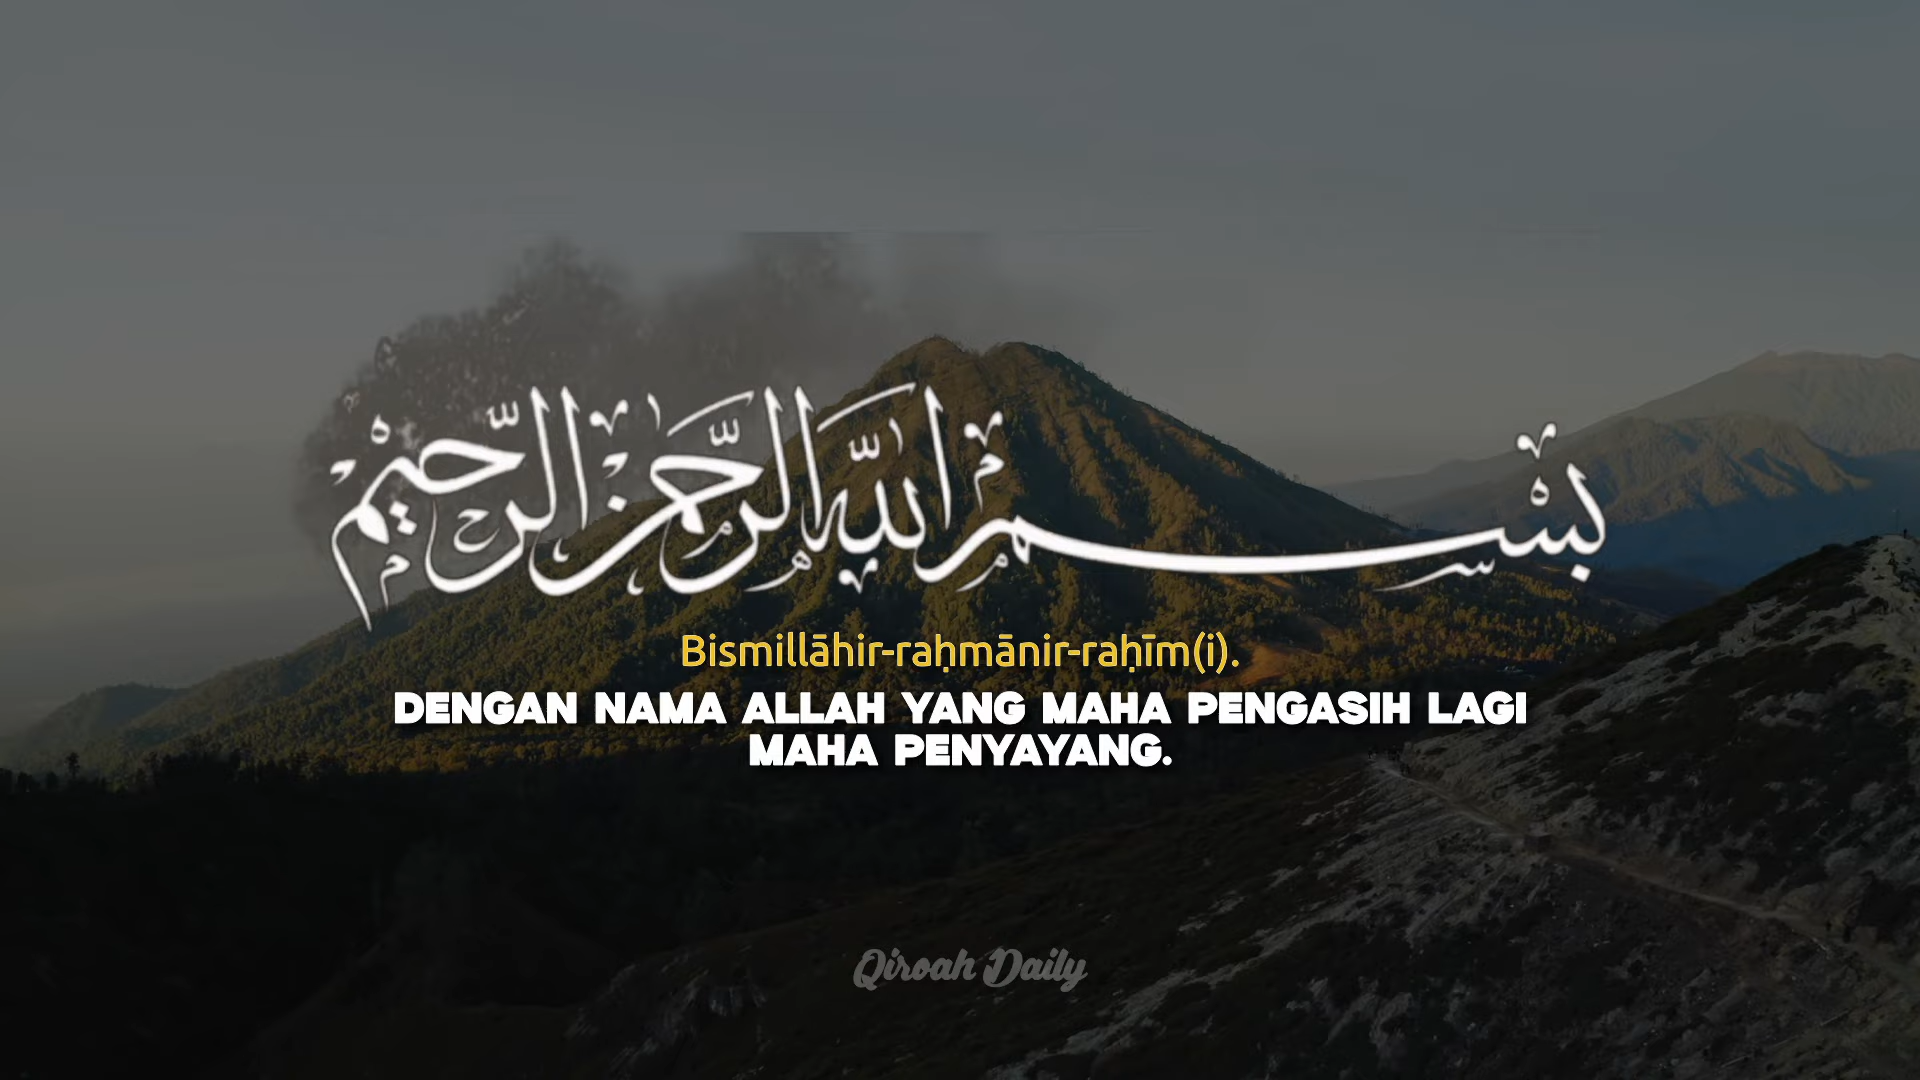 بِسْمِ اللّٰهِ الرَّحْمٰنِ الرَّحِيْمِ
Bismillāhir-raḥmānir-raḥīm(i).
DENGAN NAMA ALLAH YANG MAHA PENGASIH LAGI
MAHA PENYAYANG.
Qiroah Daily